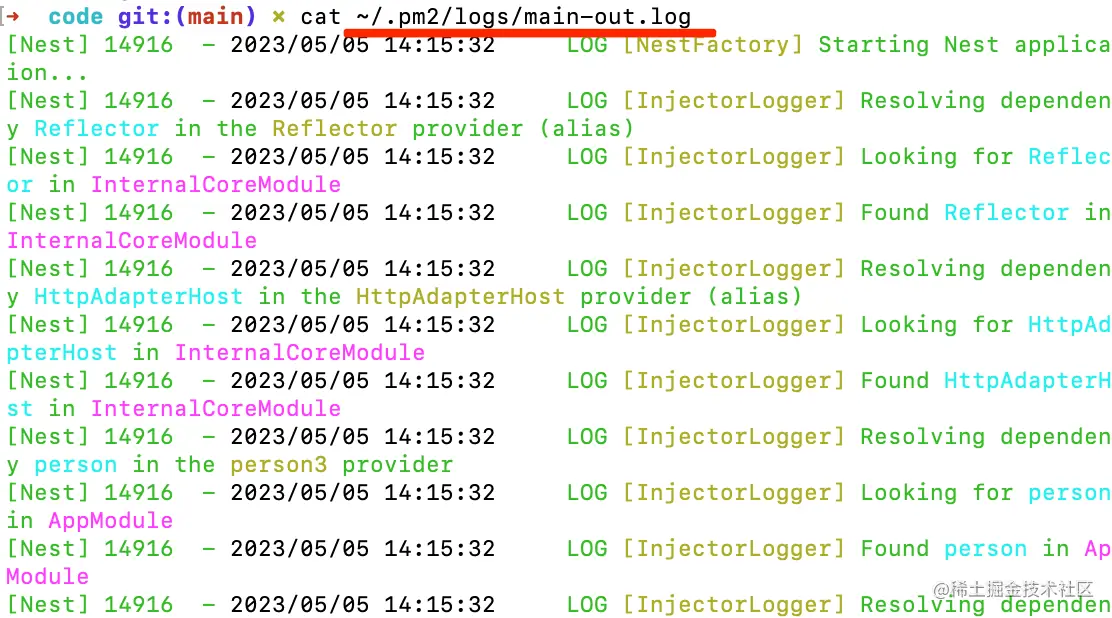 → code git:(main) × cat ~/.pm2/logs/main-out.log
[Nest] 14916  - 2023/05/05 14:15:32     LOG [NestFactory] Starting Nest applica
ion...
[Nest] 14916  - 2023/05/05 14:15:32     LOG [InjectorLogger] Resolving dependen
y Reflector in the Reflector provider (alias)
[Nest] 14916  - 2023/05/05 14:15:32     LOG [InjectorLogger] Looking for Reflec
or in InternalCoreModule
[Nest] 14916  - 2023/05/05 14:15:32     LOG [InjectorLogger] Found Reflector in
InternalCoreModule
[Nest] 14916  - 2023/05/05 14:15:32     LOG [InjectorLogger] Resolving dependen
y HttpAdapterHost in the HttpAdapterHost provider (alias)
[Nest] 14916  - 2023/05/05 14:15:32     LOG [InjectorLogger] Looking for HttpAd
pterHost in InternalCoreModule
[Nest] 14916  - 2023/05/05 14:15:32     LOG [InjectorLogger] Found HttpAdapterH
st in InternalCoreModule
[Nest] 14916  - 2023/05/05 14:15:32     LOG [InjectorLogger] Resolving dependen
y person in the person3 provider
[Nest] 14916  - 2023/05/05 14:15:32     LOG [InjectorLogger] Looking for person
in AppModule
[Nest] 14916  - 2023/05/05 14:15:32     LOG [InjectorLogger] Found person in Ap
Module
[Nest] 14916  - 2023/05/05 14:15:32     LOG [InjectorLogger] Resolving dependen
@稀土掘金技术社区